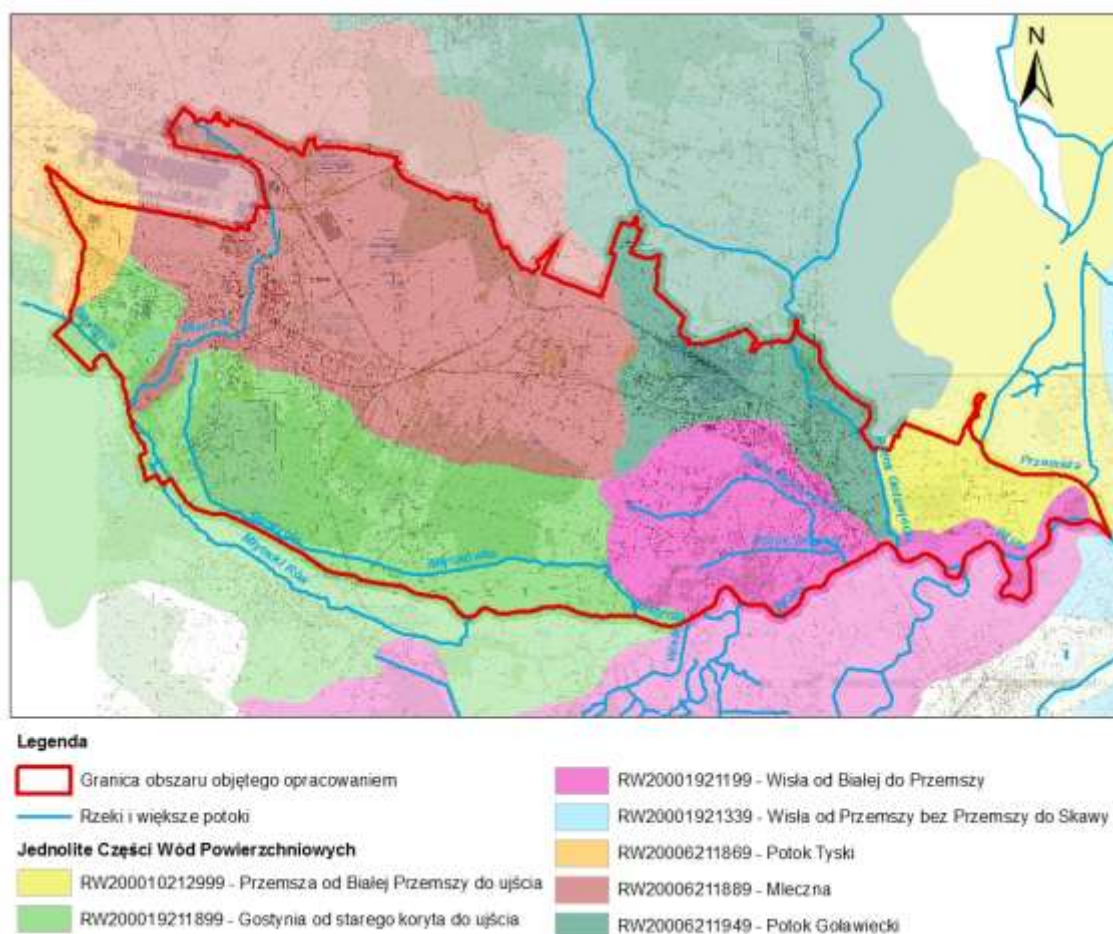 N
Przemsza
Legenda
Granica obszaru objętego opracowaniem
Rzeki i większe potoki
Jednolite Części Wód Powierzchniowych
RW200010212999 - Przemsza od Białej Przemszy do ujścia
RW200019211899 - Gostynia od starego koryta do ujścia
RW20001921199 - Wisła od Białej do Przemszy
RW20001921339 - Wisła od Przemszy bez Przemszy do Skawy
RW20006211869 - Potok Tyski
RW20006211889 - Mleczna
RW20006211949 - Potok Goławiecki